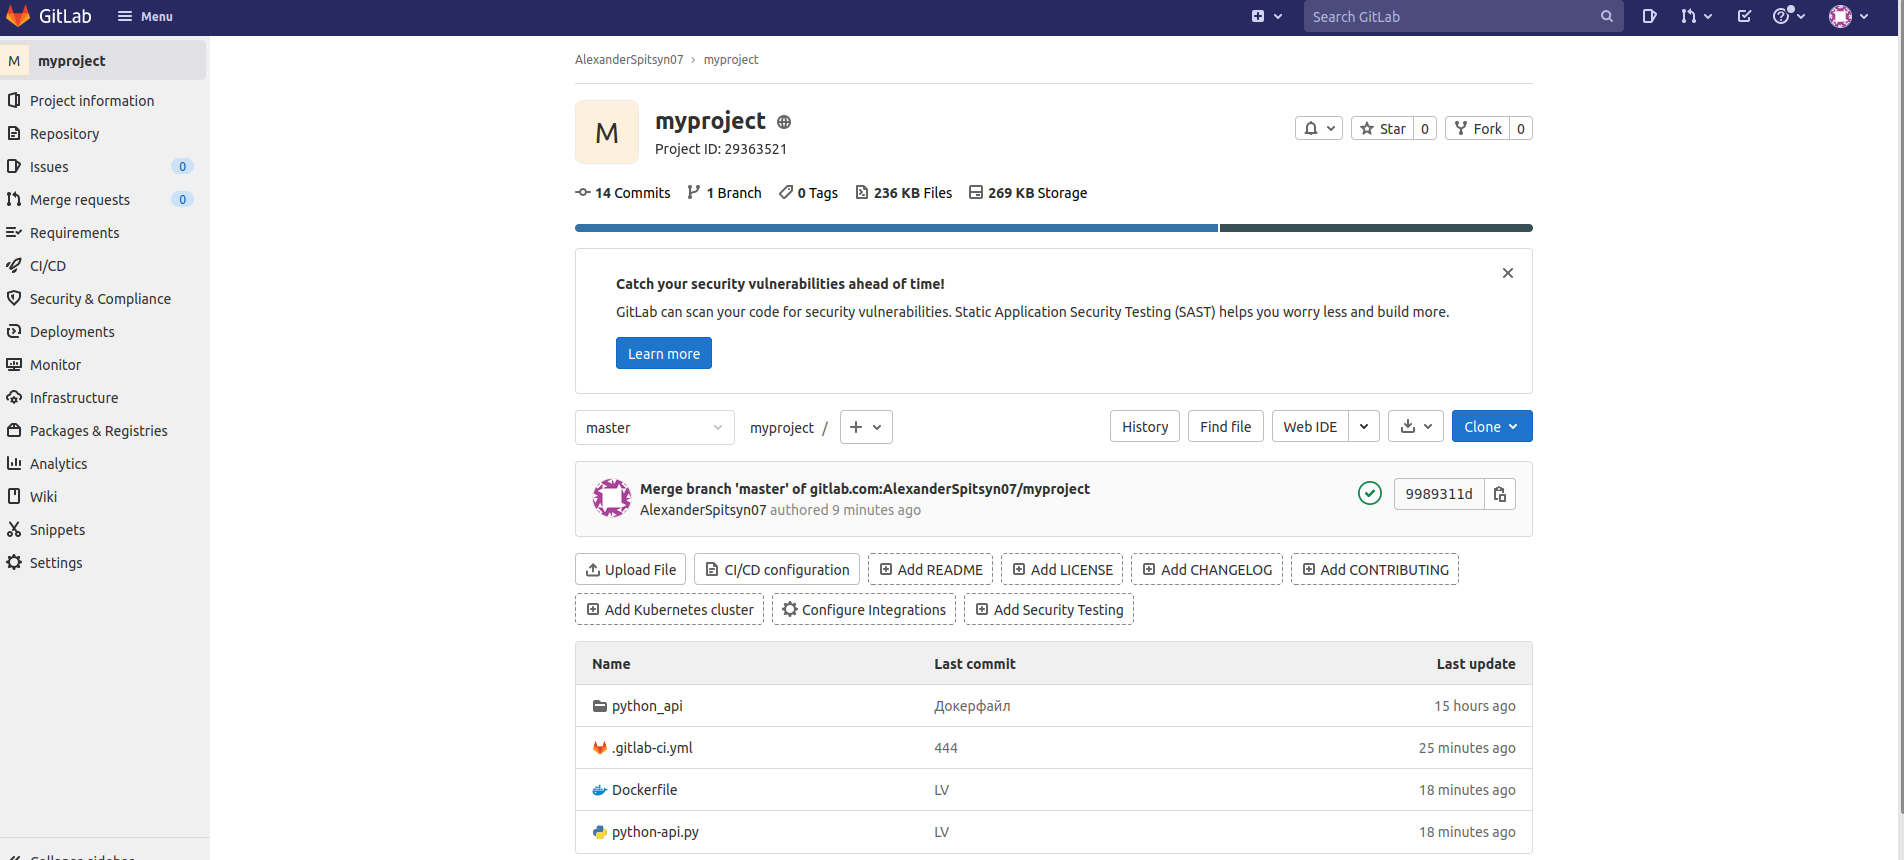 GitLab Menu Search GitLab
M myproject
Project information
Repository
Issues 0
Merge requests 0
Requirements
CI/CD
Security & Compliance
Deployments
Monitor
Infrastructure
Packages & Registries
Analytics
Wiki
Snippets
Settings
Collapse sidebar
AlexanderSpitsyn07 › myproject
M
myproject
Project ID: 29363521
Star 0 Fork 0
14 Commits 1 Branch 0 Tags 236 KB Files 269 KB Storage
Catch your security vulnerabilities ahead of time!
GitLab can scan your code for security vulnerabilities. Static Application Security Testing (SAST) helps you worry less and build more.
Learn more
master myproject / History Find file Web IDE Clone
Merge branch 'master' of gitlab.com:AlexanderSpitsyn07/myproject
AlexanderSpitsyn07 authored 9 minutes ago
9989311d
Upload File CI/CD configuration Add README Add LICENSE Add CHANGELOG Add CONTRIBUTING
Add Kubernetes cluster Configure Integrations Add Security Testing
Name Last commit Last update
python_api Докерфайл 15 hours ago
.gitlab-ci.yml 444 25 minutes ago
Dockerfile LV 18 minutes ago
python-api.py LV 18 minutes ago